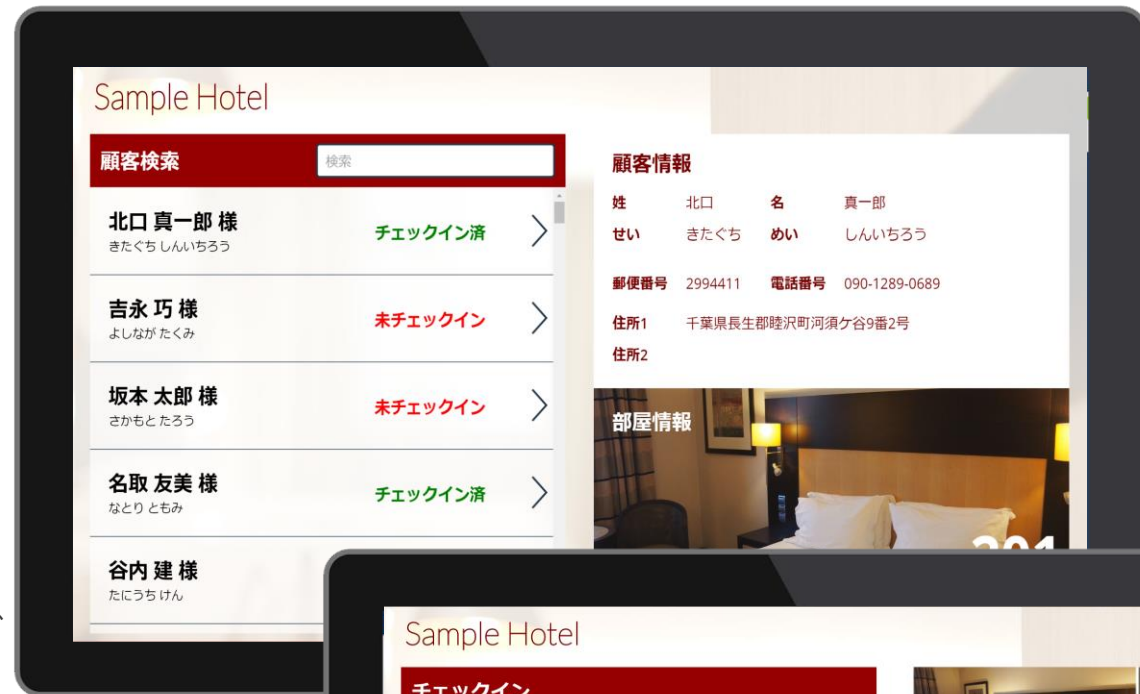 Sample Hotel
顧客検索
検索
北口 真一郎 様
きたぐち しんいちろう
チェックイン済
吉永 巧 様
よしなが たくみ
未チェックイン
坂本 太郎 様
さかもと たろう
未チェックイン
名取 友美 様
なとり ともみ
チェックイン済
谷内 建 様
たにうち けん
顧客情報
姓 北口 名 真一郎
せい きたぐち めい しんいちろう
郵便番号 2994411 電話番号 090-1289-0689
住所1 千葉県長生郡睦沢町河須ケ谷9番2号
住所2
部屋情報
Sample Hotel
チェックイン